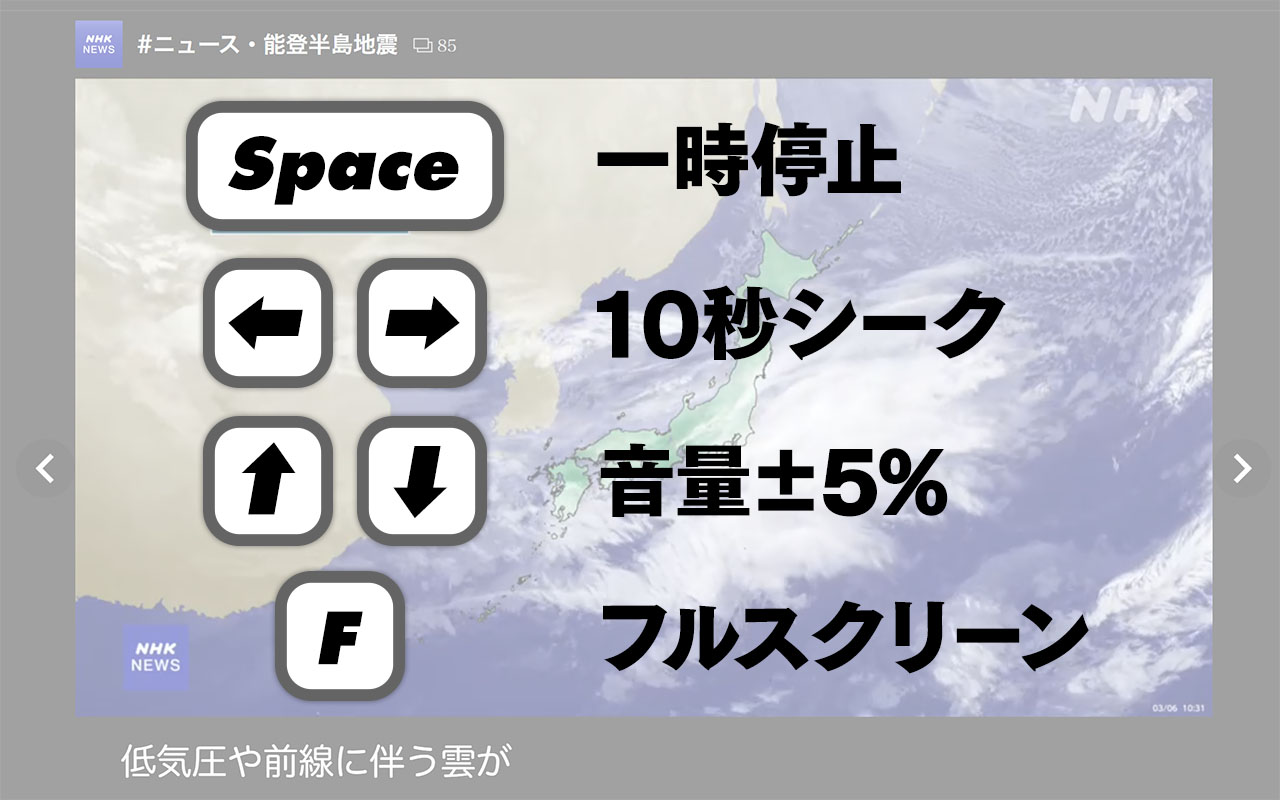 NHK
NEWS
#ニュース・能登半島地震 85
NHK
Space 一時停止
← → 10秒シーク
↑ ↓ 音量±5%
F フルスクリーン
NHK
NEWS
03/06 10:31
低気圧や前線に伴う雲が